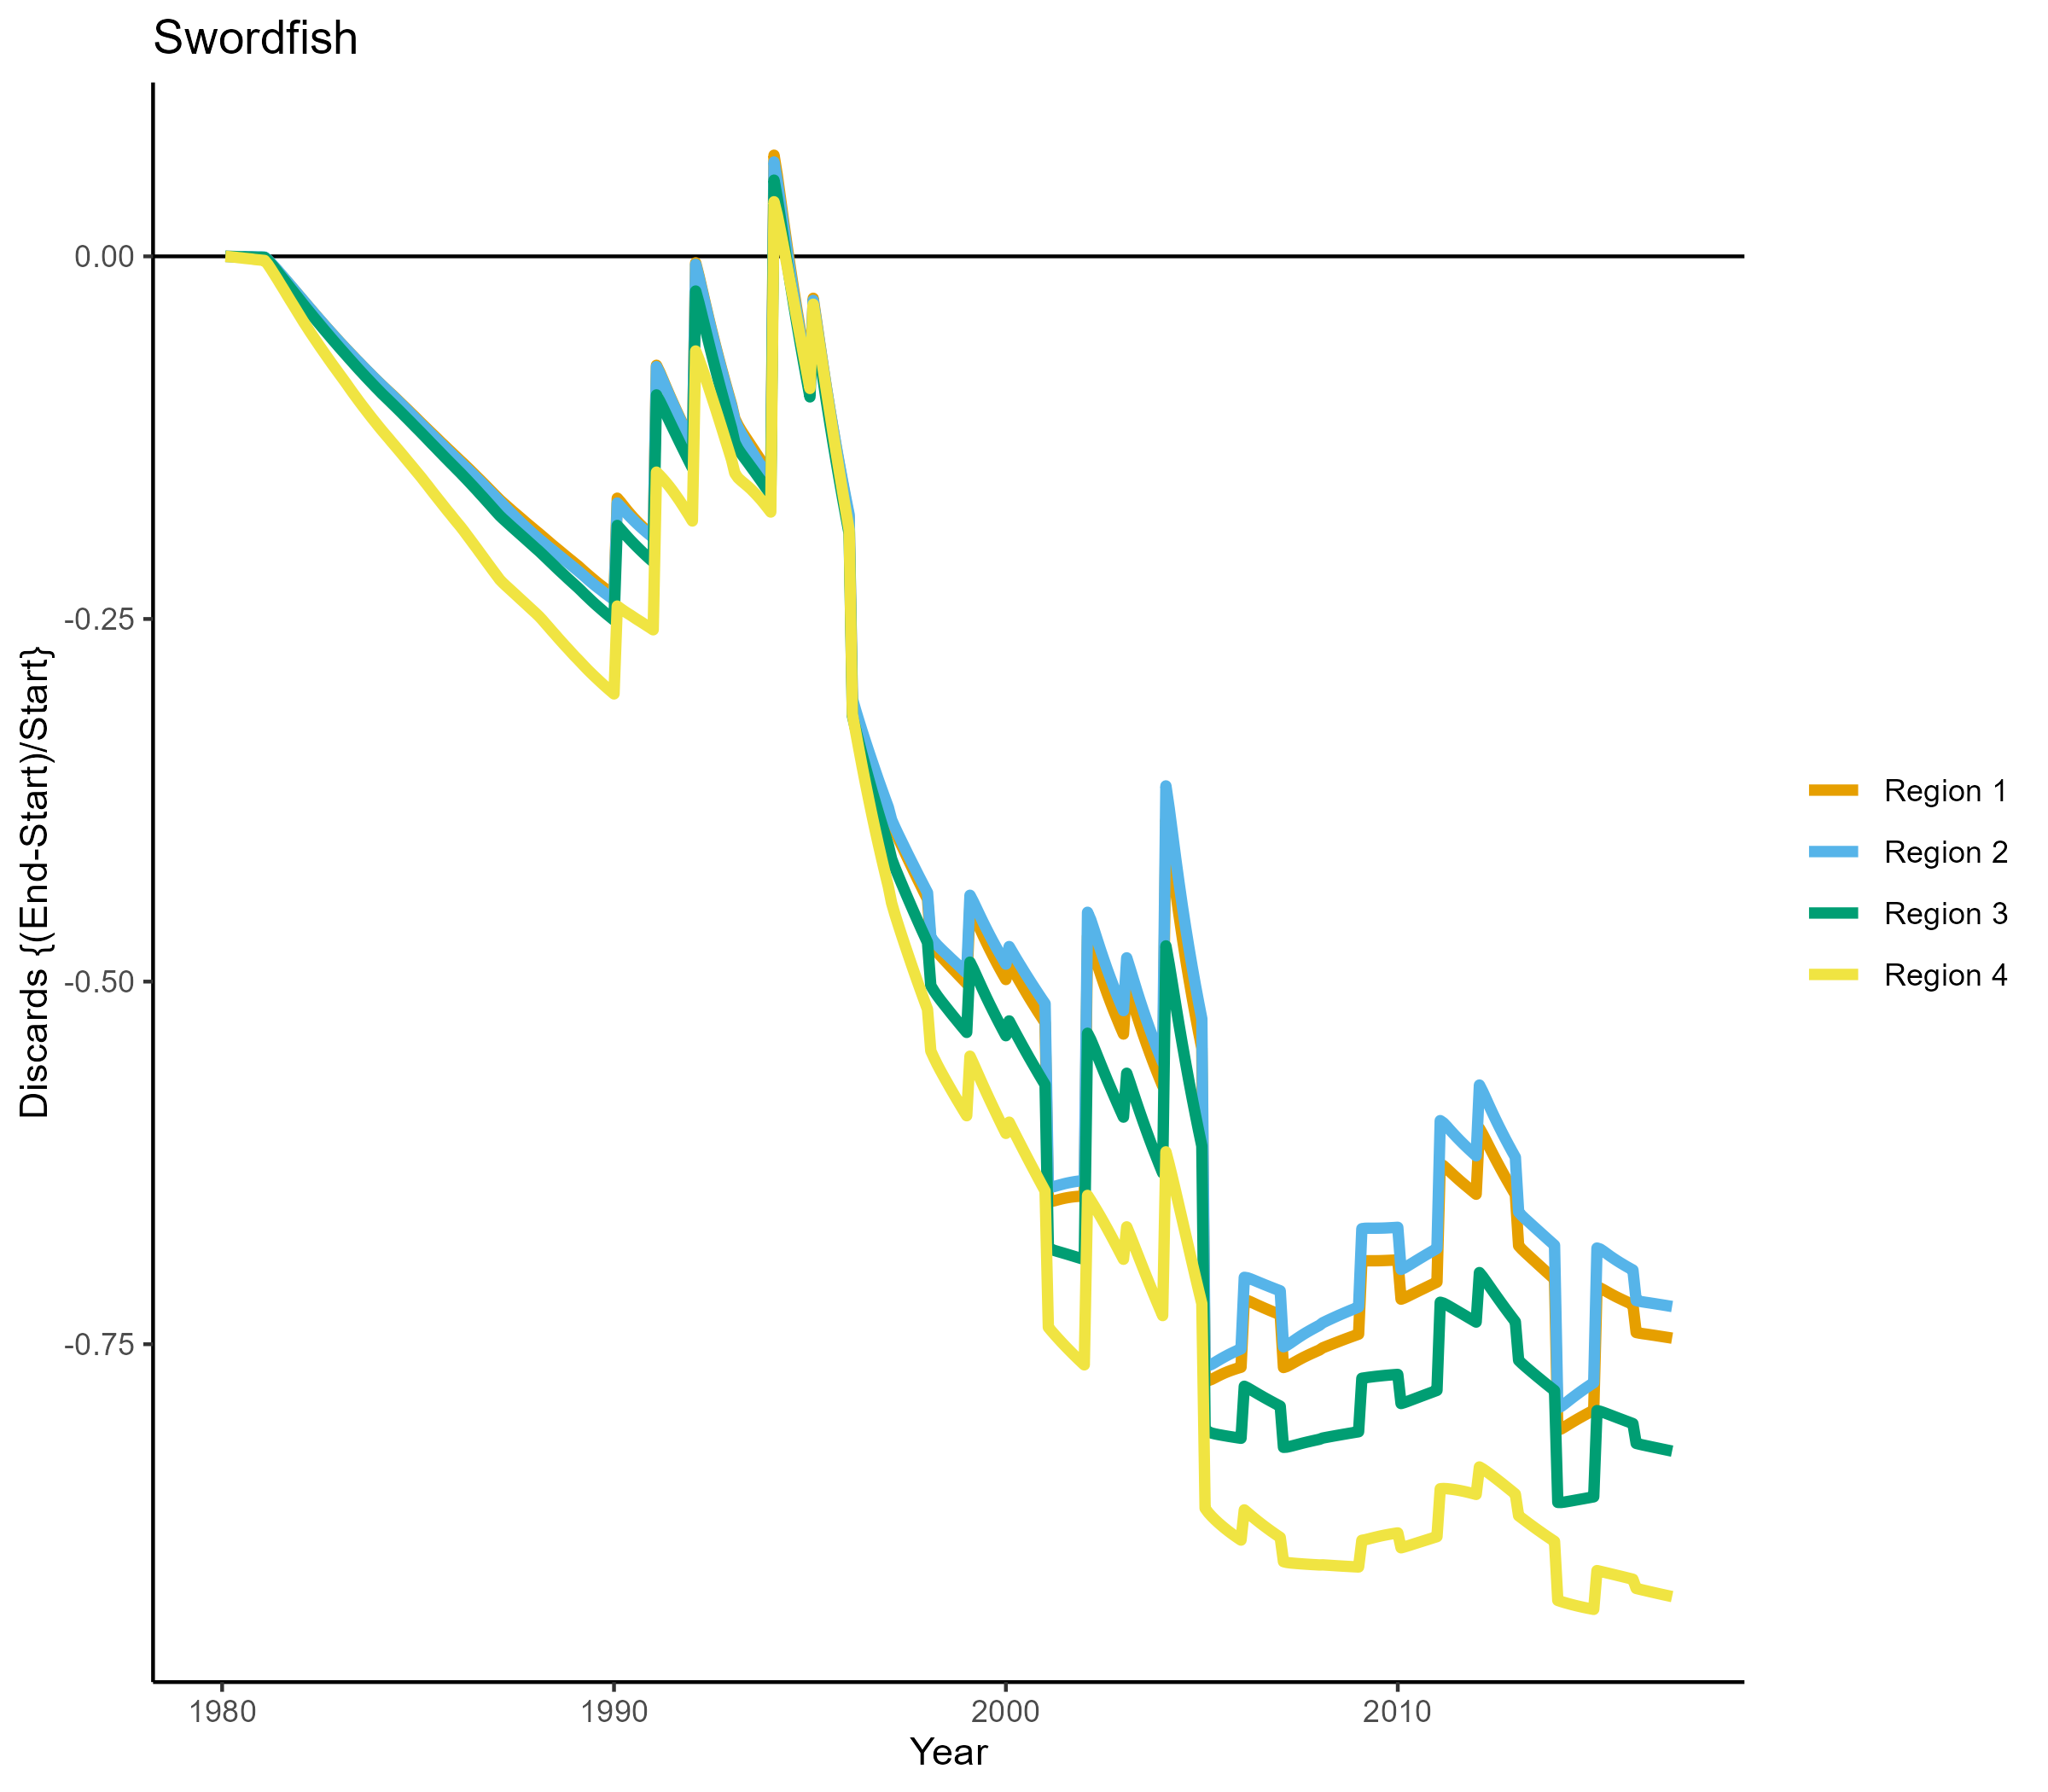 Swordfish
Discards {(End-Start)/Start}
0.00
-0.25
-0.50
-0.75
1980
1990
2000
2010
Year
Region 1
Region 2
Region 3
Region 4